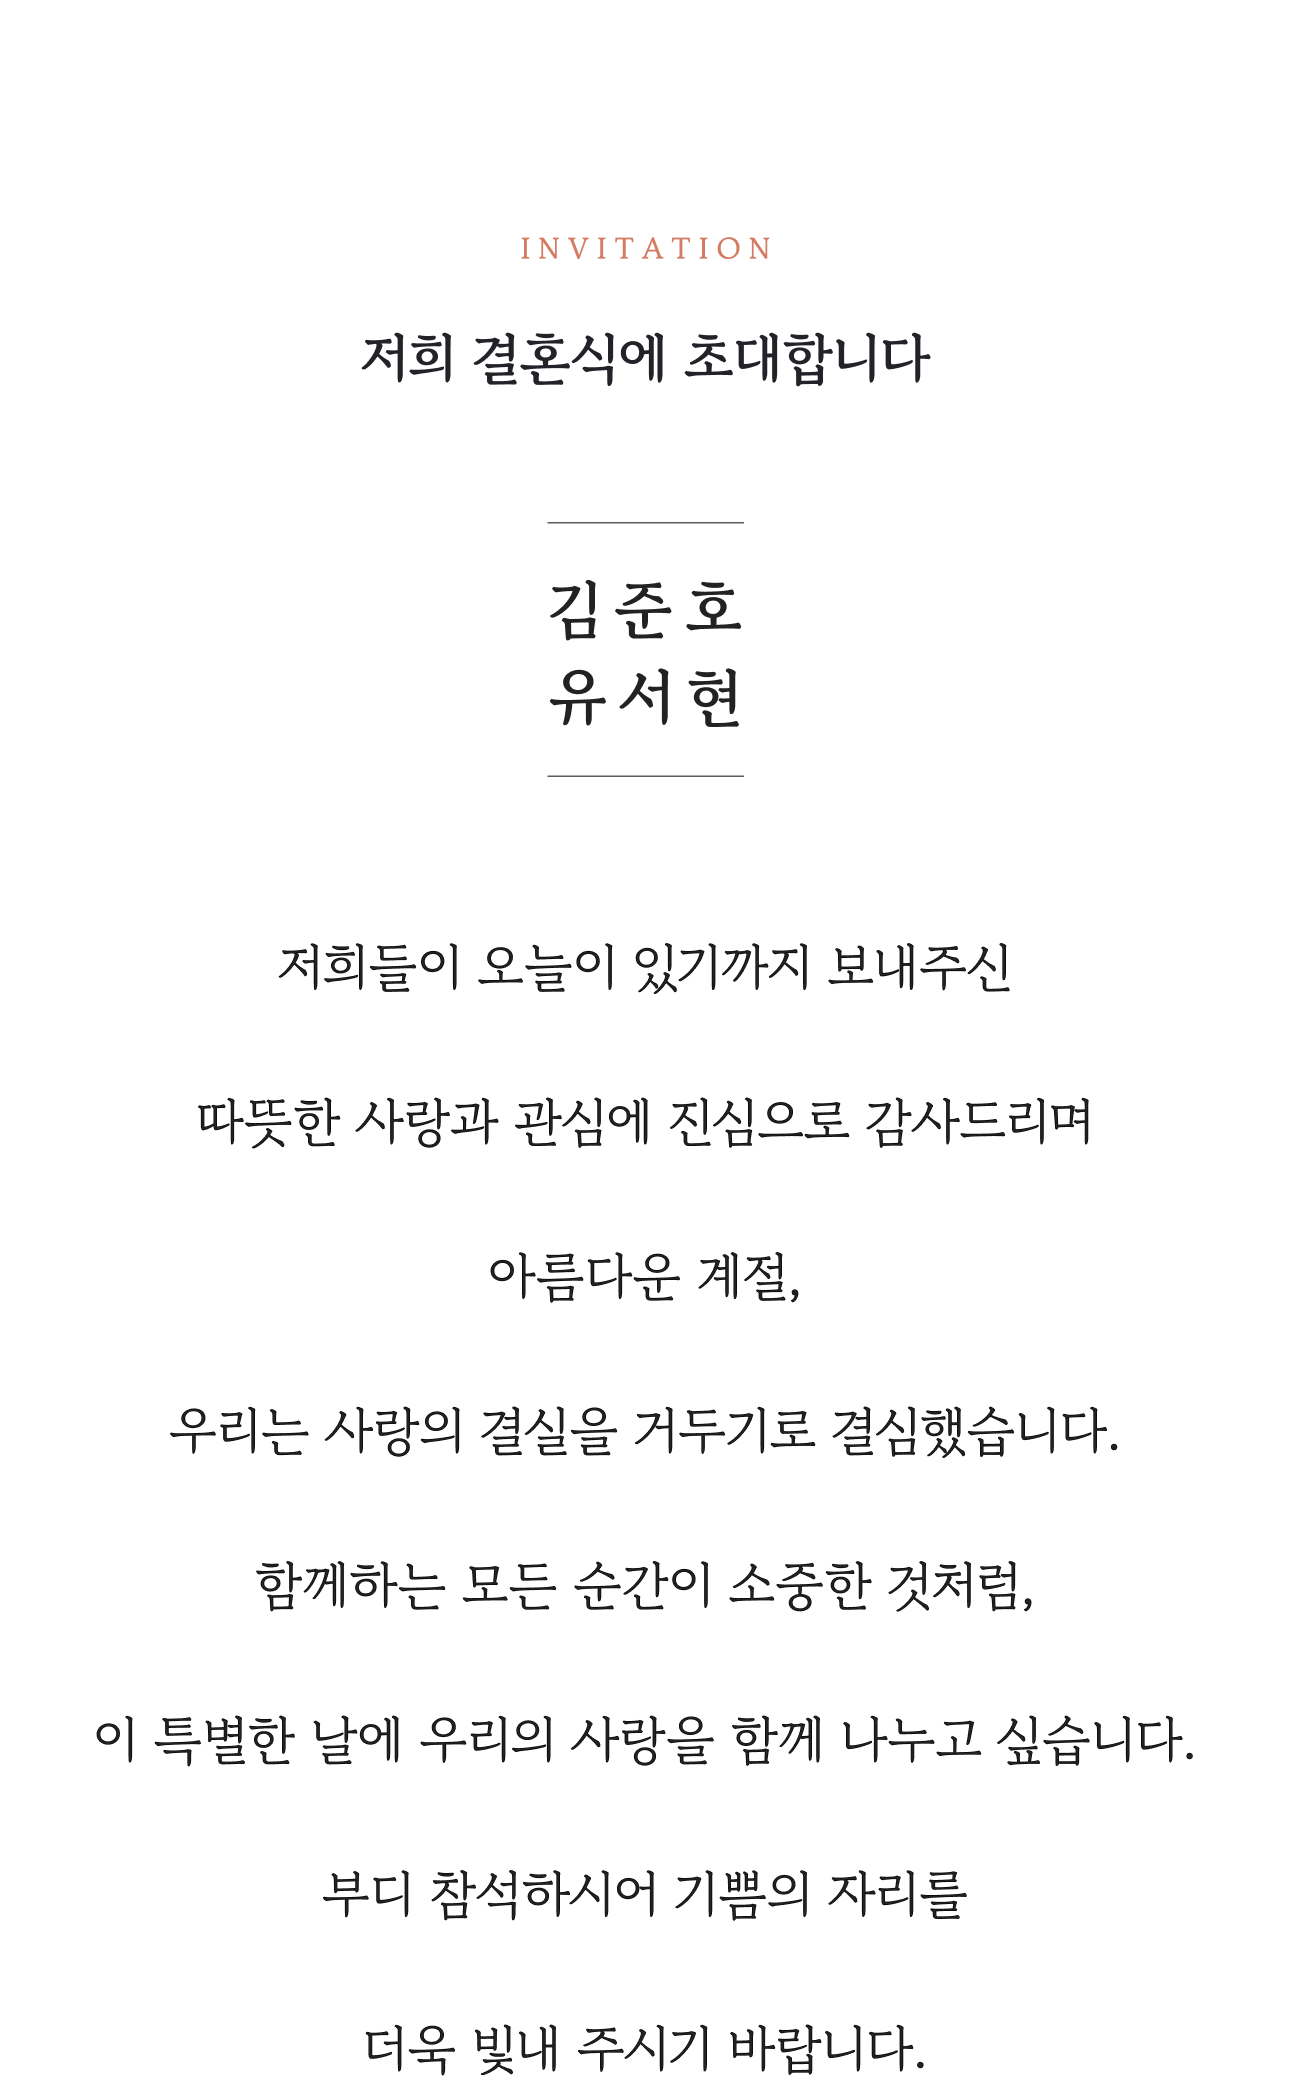 INVITATION
저희 결혼식에 초대합니다
김준호
유서현
저희들이 오늘이 있기까지 보내주신
따뜻한 사랑과 관심에 진심으로 감사드리며
아름다운 계절,
우리는 사랑의 결실을 거두기로 결심했습니다.
함께하는 모든 순간이 소중한 것처럼,
이 특별한 날에 우리의 사랑을 함께 나누고 싶습니다.
부디 참석하시어 기쁨의 자리를
더욱 빛내 주시기 바랍니다.